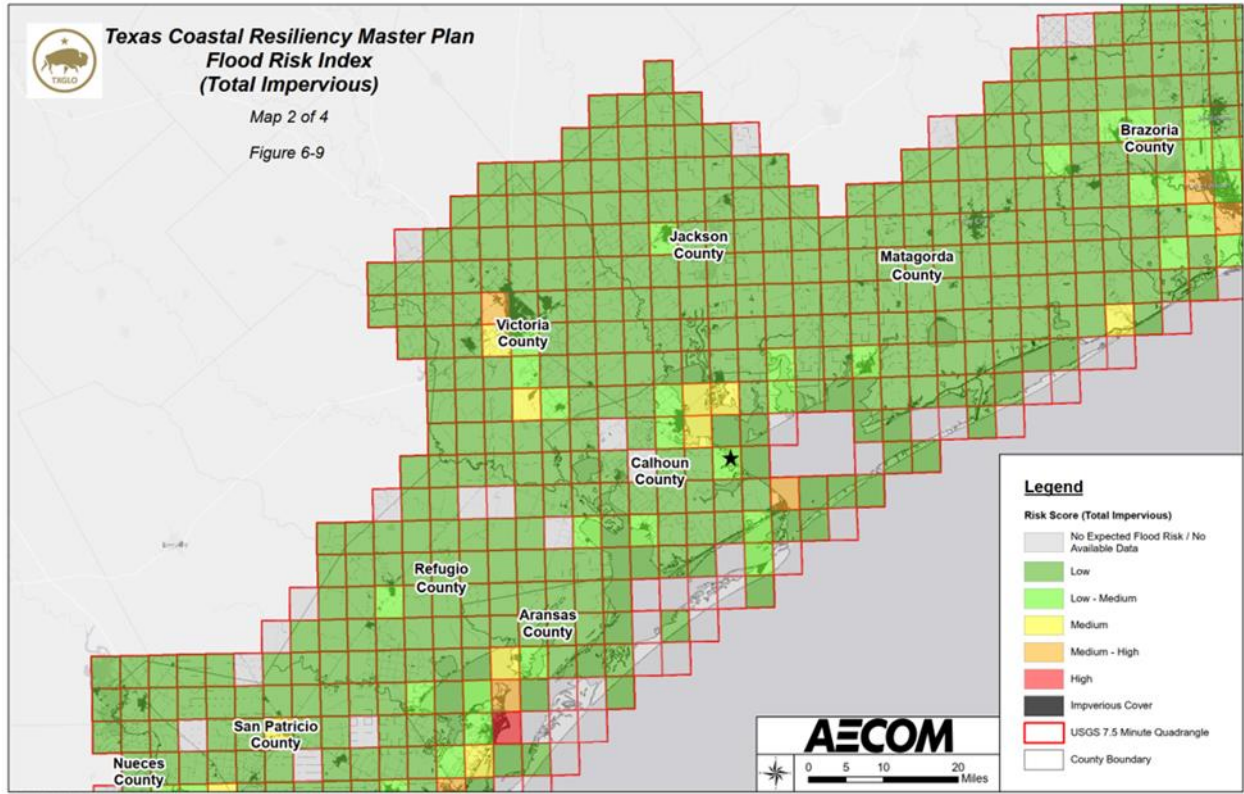 TXGLO
Texas Coastal Resiliency Master Plan
Flood Risk Index
(Total Impervious)
Map 2 of 4
Figure 6-9
Brazoria
County
Jackson
County
Matagorda
County
Victoria
County
Calhoun
County
Refugio
County
Aransas
County
San Patricio
County
Nueces
County
Legend
Risk Score (Total Impervious)
No Expected Flood Risk / No
Available Data
Low
Low - Medium
Medium
Medium - High
High
Impverious Cover
USGS 7.5 Minute Quadrangle
County Boundary
AECOM
0 5 10 20
Miles